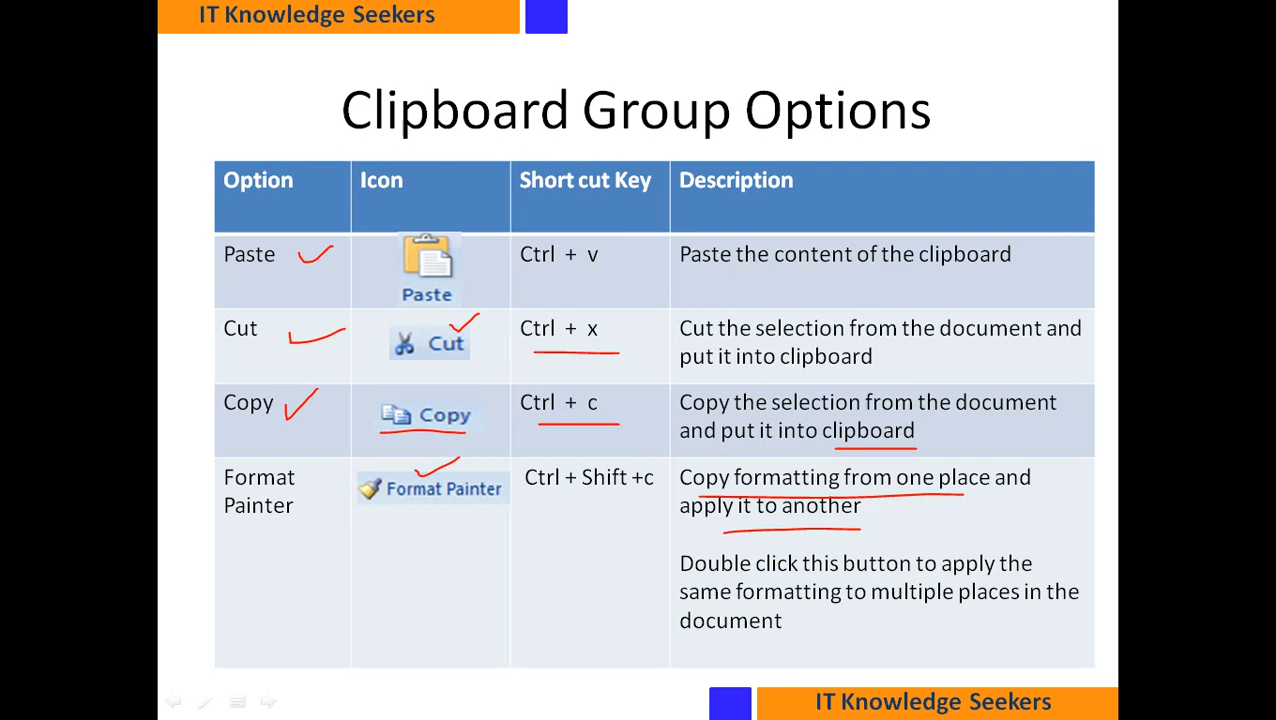 IT Knowledge Seekers
Clipboard Group Options
Option Icon Short cut Key Description
Paste Paste Ctrl + v Paste the content of the clipboard
Cut Cut Ctrl + x Cut the selection from the document and
put it into clipboard
Copy Copy Ctrl + c Copy the selection from the document
and put it into clipboard
Format Format Painter Ctrl + Shift +c Copy formatting from one place and
Painter apply it to another
Double click this button to apply the
same formatting to multiple places in the
document
IT Knowledge Seekers